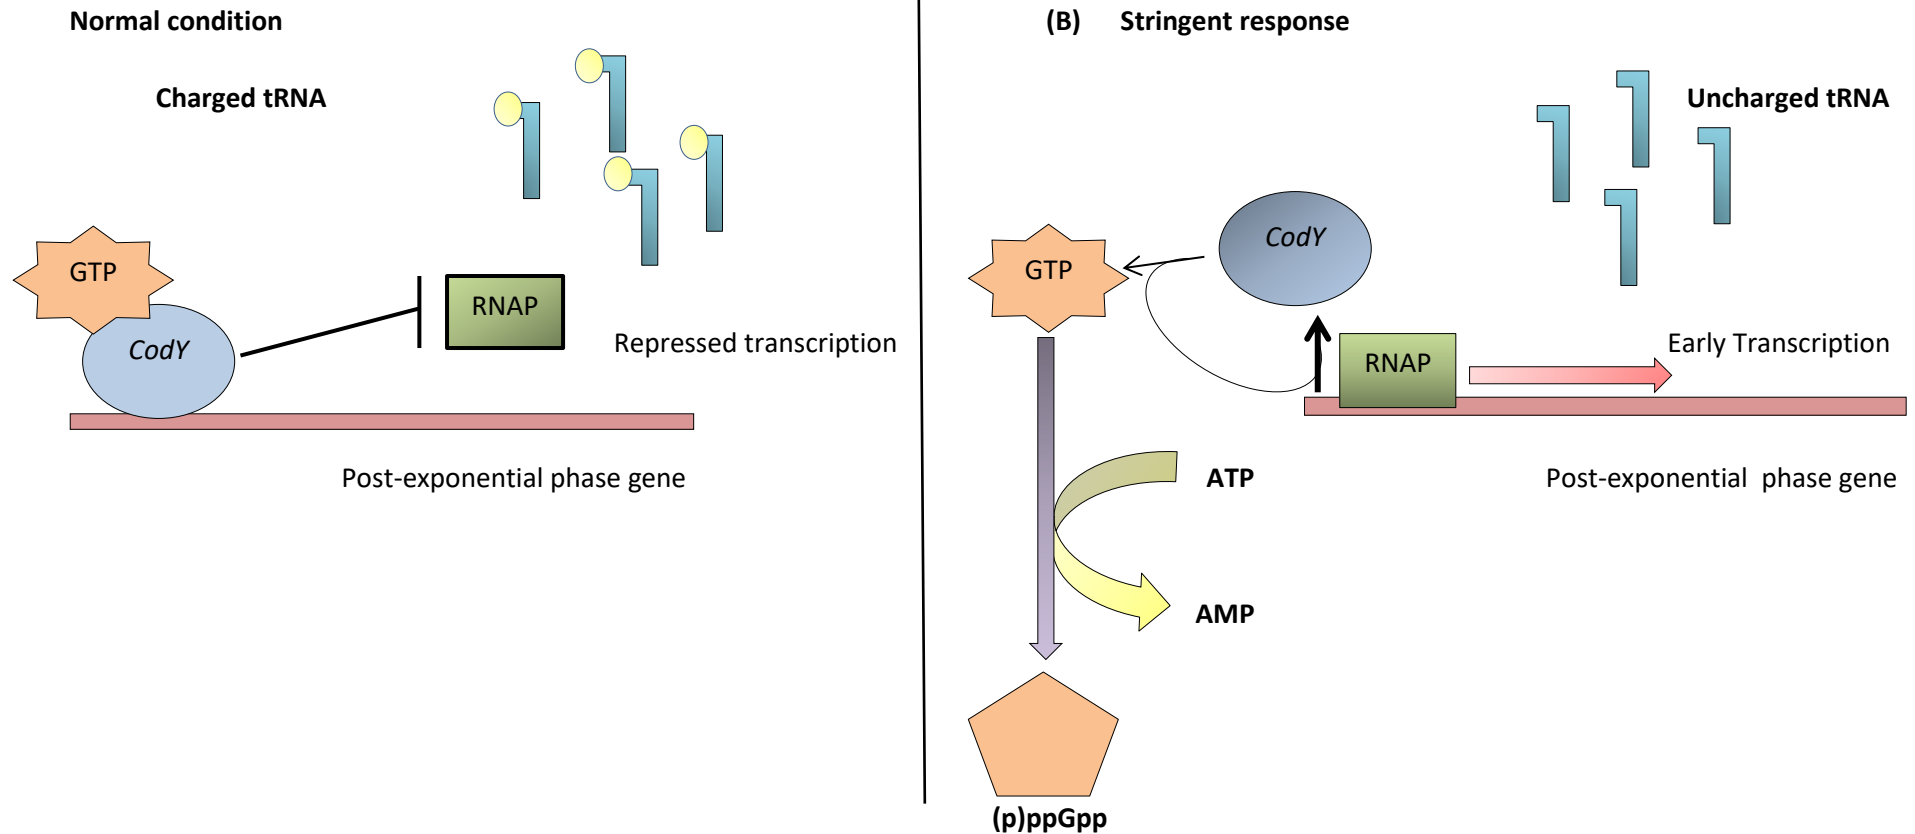 Normal condition
Charged tRNA
GTP
CodY
RNAP
Repressed transcription
Post-exponential phase gene
(B) Stringent response
Uncharged tRNA
CodY
GTP
RNAP
Early Transcription
Post-exponential phase gene
ATP
AMP
(p)ppGpp